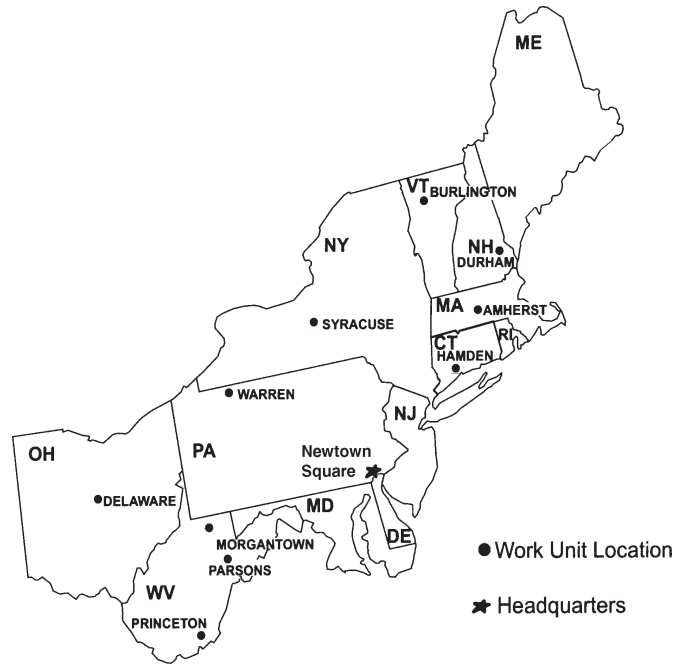 ME
VT
BURLINGTON
NY
NH
DURHAM
MA
AMHERST
SYRACUSE
CT
RI
HAMDEN
WARREN
NJ
OH
PA
Newtown
Square
DELAWARE
MD
DE
MORGANTOWN
PARSONS
WV
PRINCETON
Work Unit Location
Headquarters